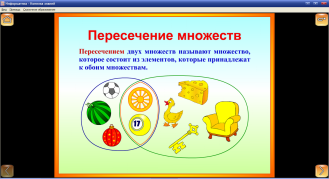 Пересечение множеств
Пересечением двух множеств называют множество,
которое состоит из элементов, которые принадлежат
к обоим множествам.
17